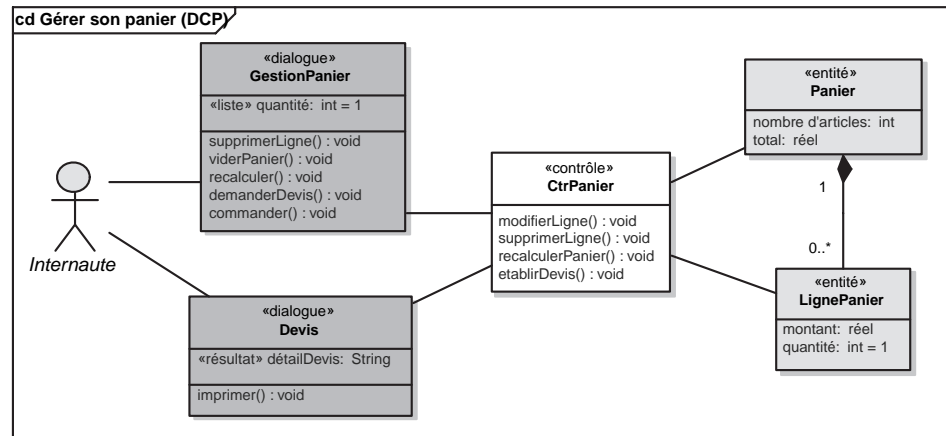 cd Gérer son panier (DCP)
«dialogue»
GestionPanier
«liste» quantité: int = 1
supprimerLigne() : void
viderPanier() : void
recalculer() : void
demanderDevis() : void
commander() : void
Internaute
«dialogue»
Devis
«résultat» détailDevis: String
imprimer() : void
«contrôle»
CtrPanier
modifierLigne() : void
supprimerLigne() : void
recalculerPanier() : void
etablirDevis() : void
«entité»
Panier
nombre d'articles: int
total: réel
1
0..*
«entité»
LignePanier
montant: réel
quantité: int = 1